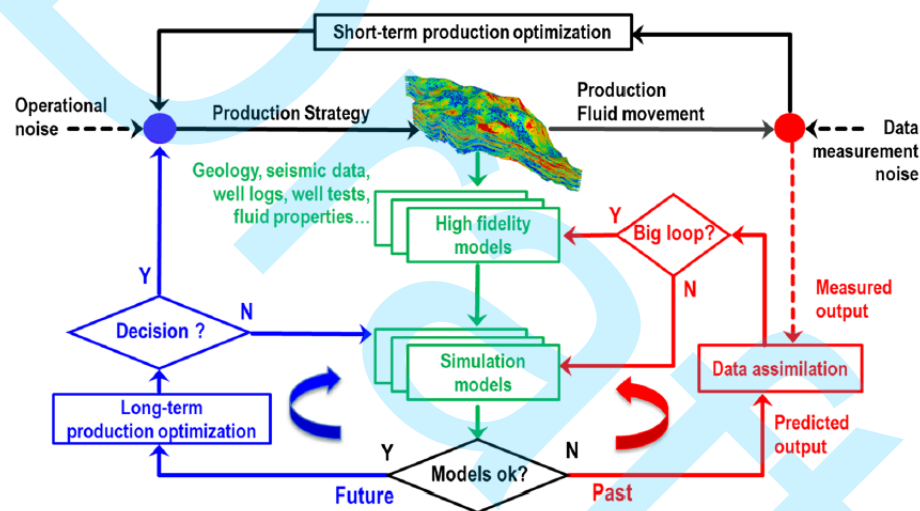 Short-term production optimization
Operational
noise
Production Strategy
Production
Fluid movement
Data
measurement
noise
Geology, seismic data,
well logs, well tests,
fluid properties...
High fidelity
models
Y
Big loop?
N
Y
Decision ?
N
Simulation
models
Measured
output
Data assimilation
Long-term
production optimization
Predicted
output
Y
Models ok?
N
Future
Past
Draft